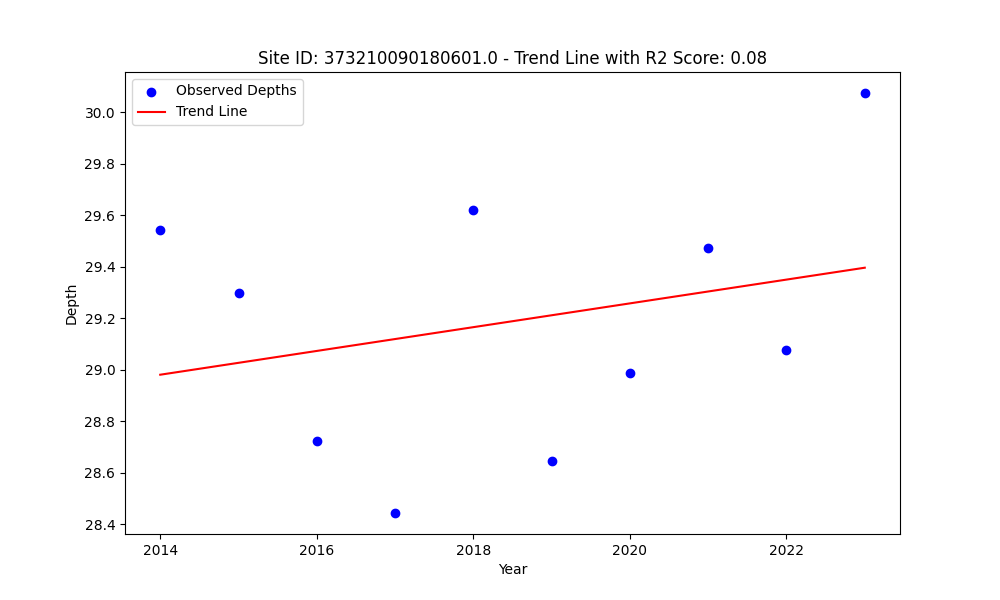 Site ID: 373210090180601.0 - Trend Line with R2 Score: 0.08
Observed Depths
Trend Line
30.0
29.8
29.6
29.4
29.2
29.0
28.8
28.6
28.4
Depth
2014
2016
2018
2020
2022
Year